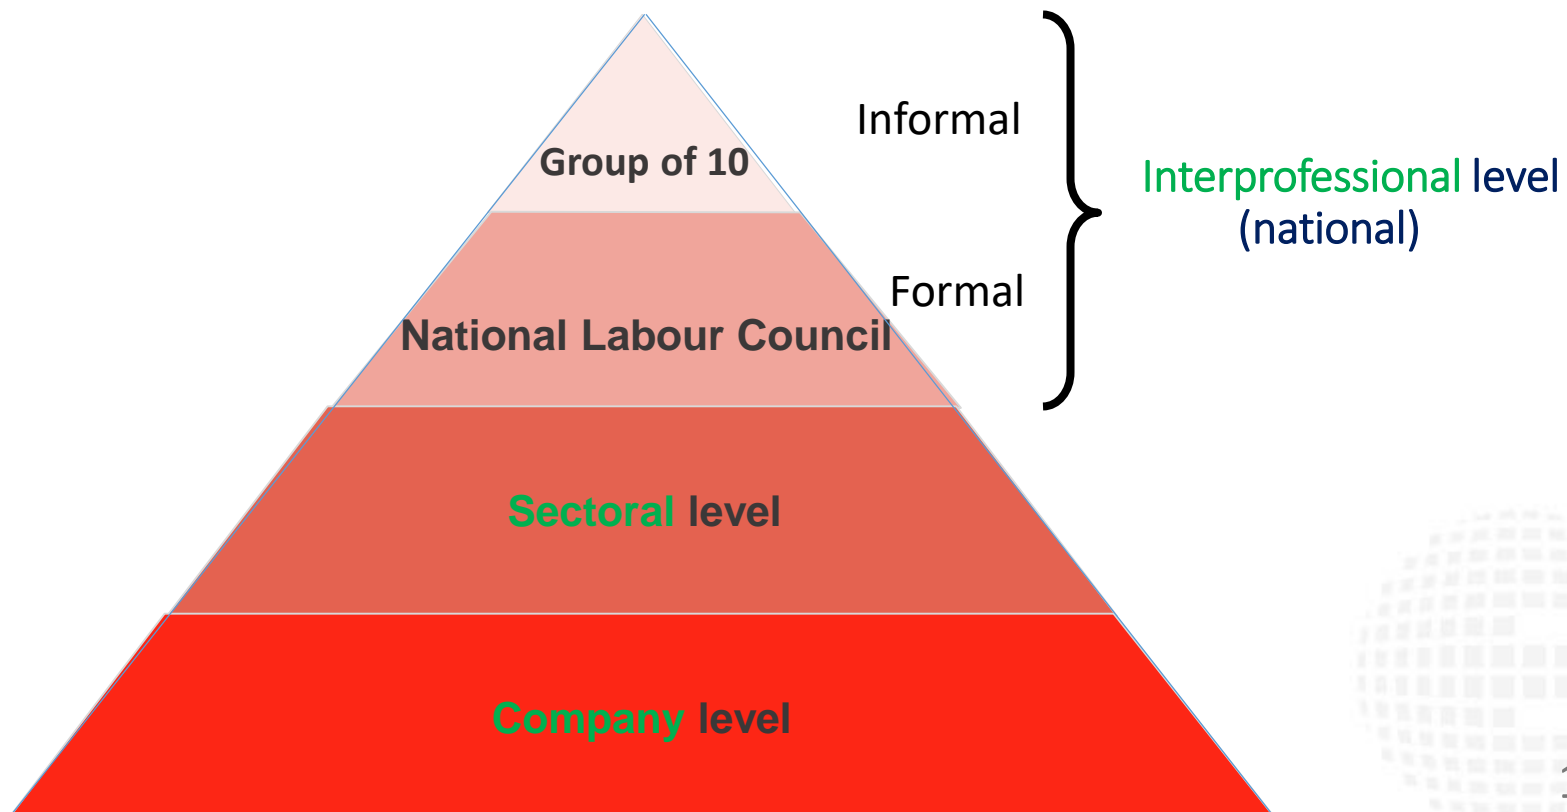 Informal
Group of 10
Interprofessional level
(national)
Formal
National Labour Council
Sectoral level
Company level